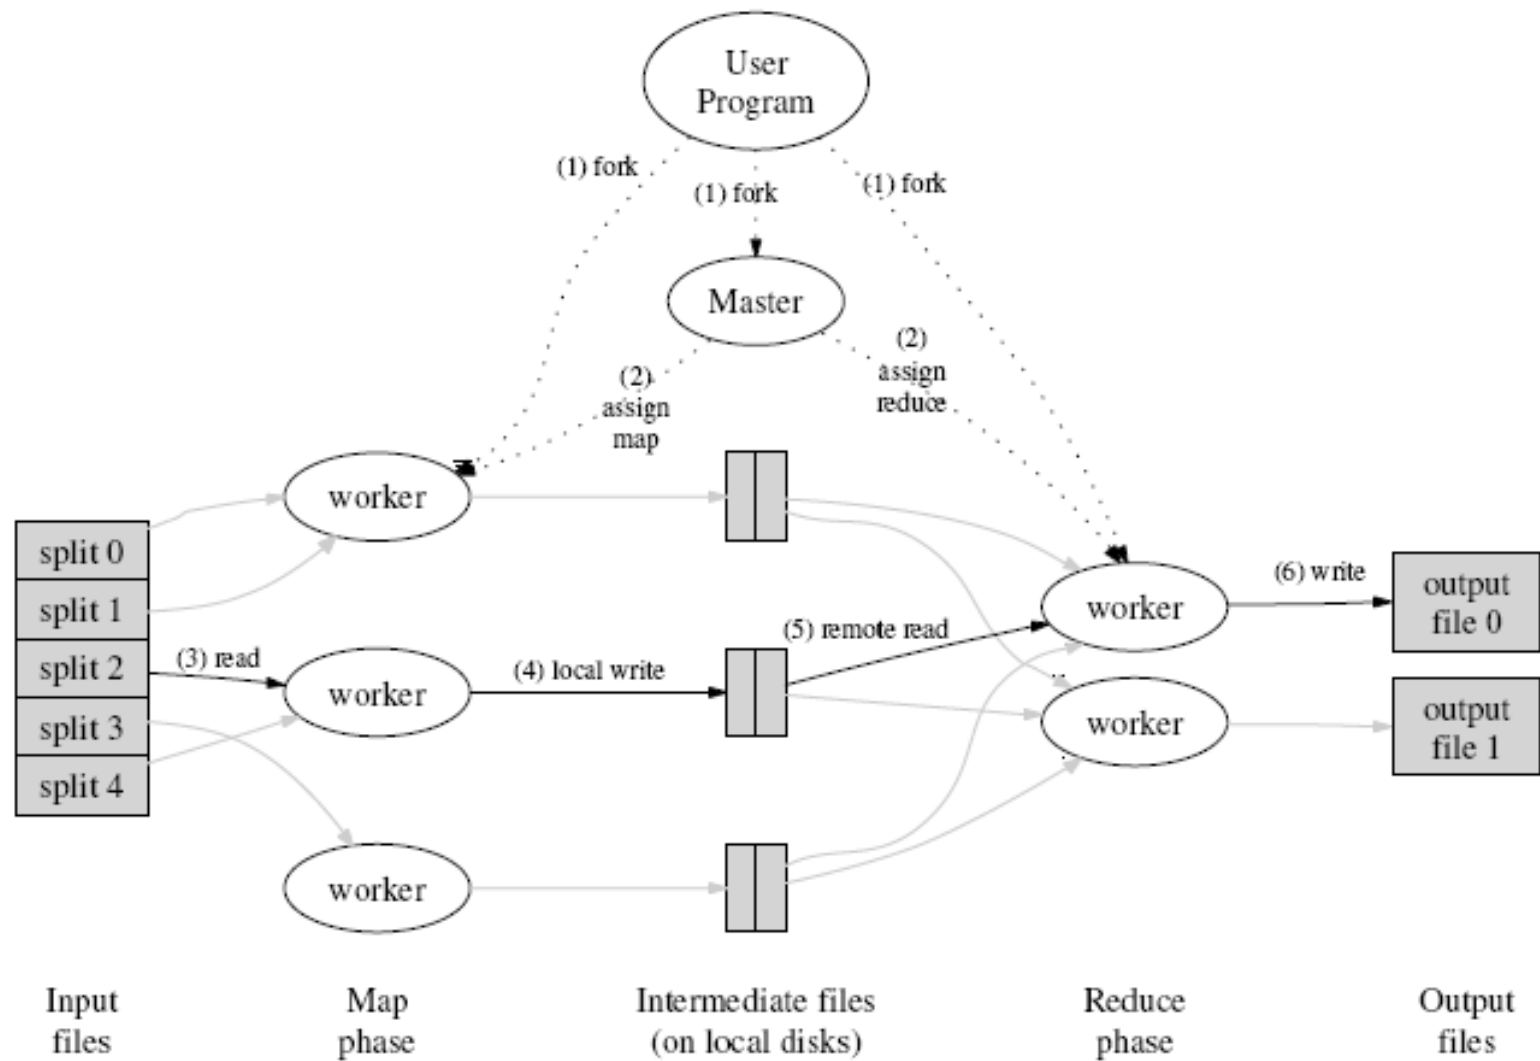 User
Program
(1) fork
(1) fork
(1) fork
Master
(2)
assign
map
(2)
assign
reduce
worker
split 0
split 1
split 2
split 3
split 4
(3) read
worker
(4) local write
worker
(5) remote read
worker
worker
(6) write
output
file 0
output
file 1
Input
files
Map
phase
Intermediate files
(on local disks)
Reduce
phase
Output
files